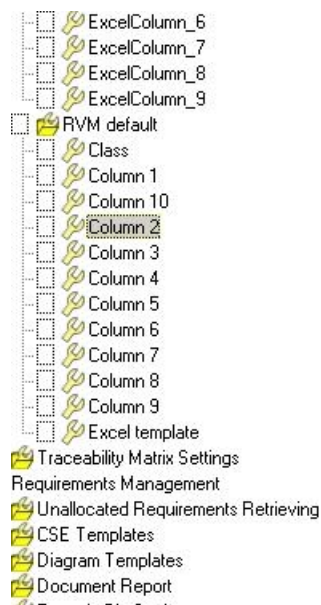 ExcelColumn_6
ExcelColumn_7
ExcelColumn_8
ExcelColumn_9
RVM default
Class
Column 1
Column 10
Column 2
Column 3
Column 4
Column 5
Column 6
Column 7
Column 8
Column 9
Excel template
Traceability Matrix Settings
Requirements Management
Unallocated Requirements Retrieving
CSE Templates
Diagram Templates
Document Report